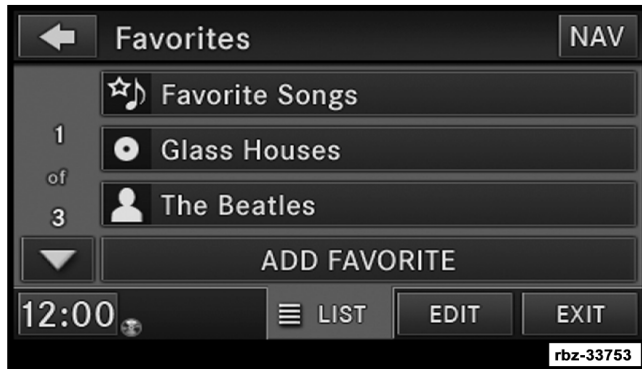 Favorites
NAV
Favorite Songs
1
of
3
Glass Houses
The Beatles
ADD FAVORITE
12:00
LIST
EDIT
EXIT
rbz-33753